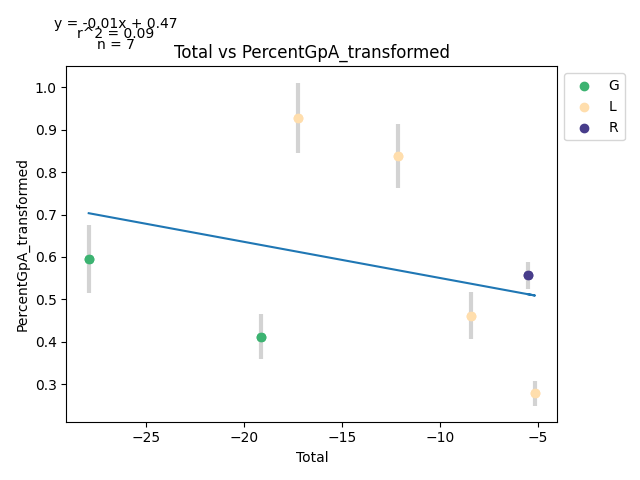 y = -0.01x + 0.47
r^2 = 0.09
n = 7
Total vs PercentGpA_transformed
G
L
R
PercentGpA_transformed
1.0
0.9
0.8
0.7
0.6
0.5
0.4
0.3
−25
−20
−15
−10
−5
Total